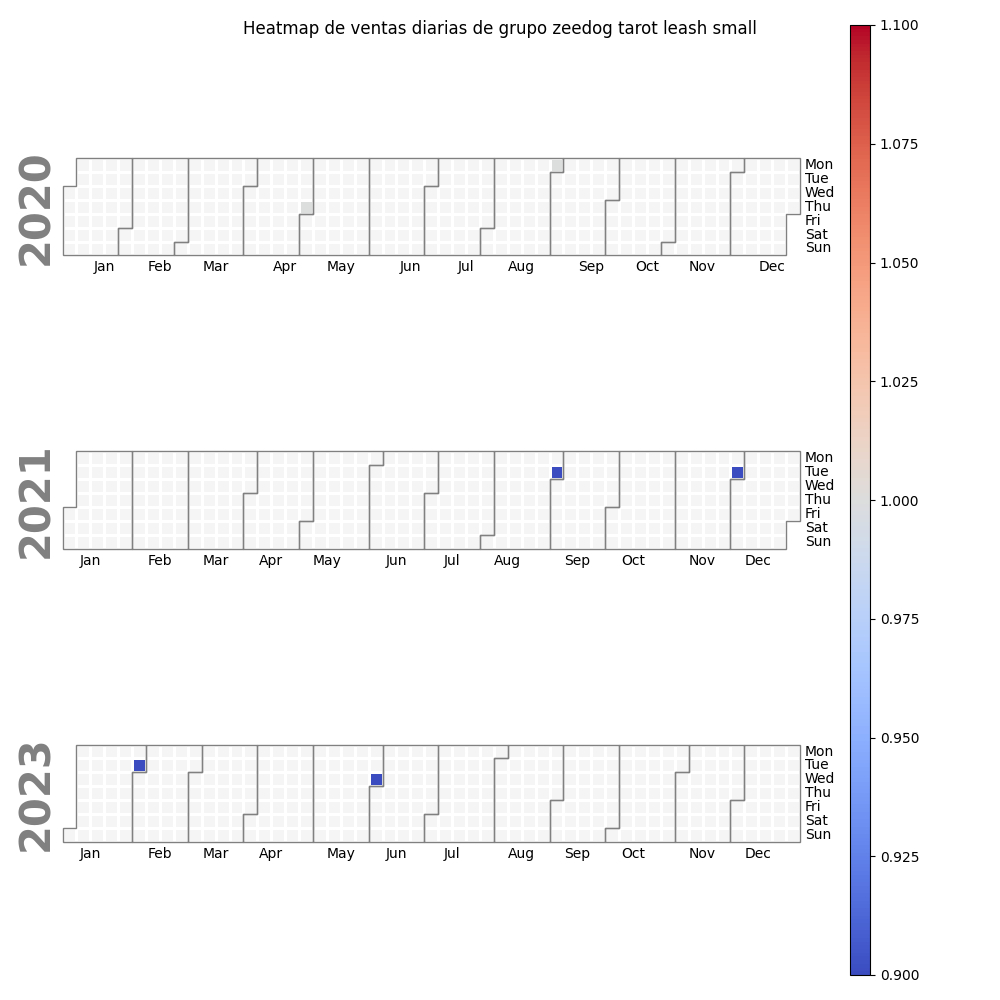 Heatmap de ventas diarias de grupo zeedog tarot leash small
2020
Mon
Tue
Wed
Thu
Fri
Sat
Sun
Jan Feb Mar Apr May Jun Jul Aug Sep Oct Nov Dec
2021
Mon
Tue
Wed
Thu
Fri
Sat
Sun
Jan Feb Mar Apr May Jun Jul Aug Sep Oct Nov Dec
2023
Mon
Tue
Wed
Thu
Fri
Sat
Sun
Jan Feb Mar Apr May Jun Jul Aug Sep Oct Nov Dec
1.100
1.075
1.050
1.025
1.000
0.975
0.950
0.925
0.900